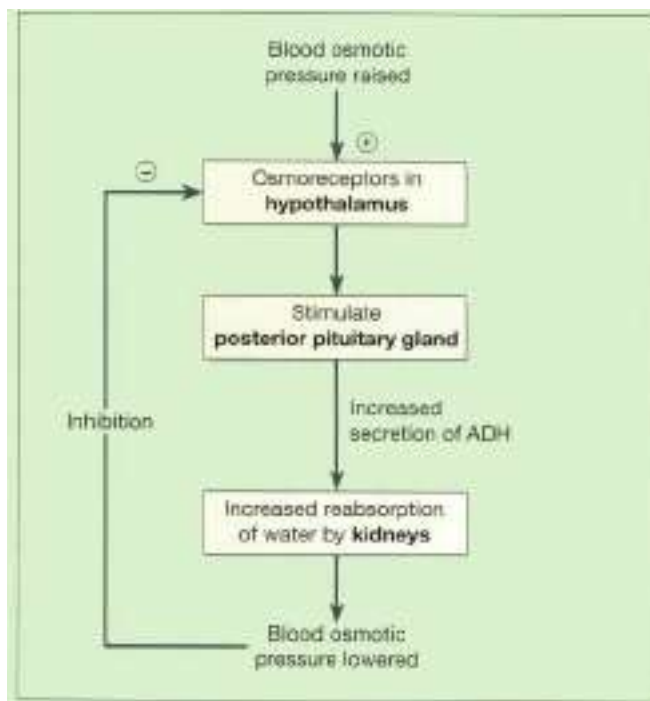 Blood osmotic
pressure raised
+
−
Osmoreceptors in
hypothalamus
Stimulate
posterior pituitary gland
Inhibition
Increased
secretion of ADH
Increased reabsorption
of water by kidneys
Blood osmotic
pressure lowered